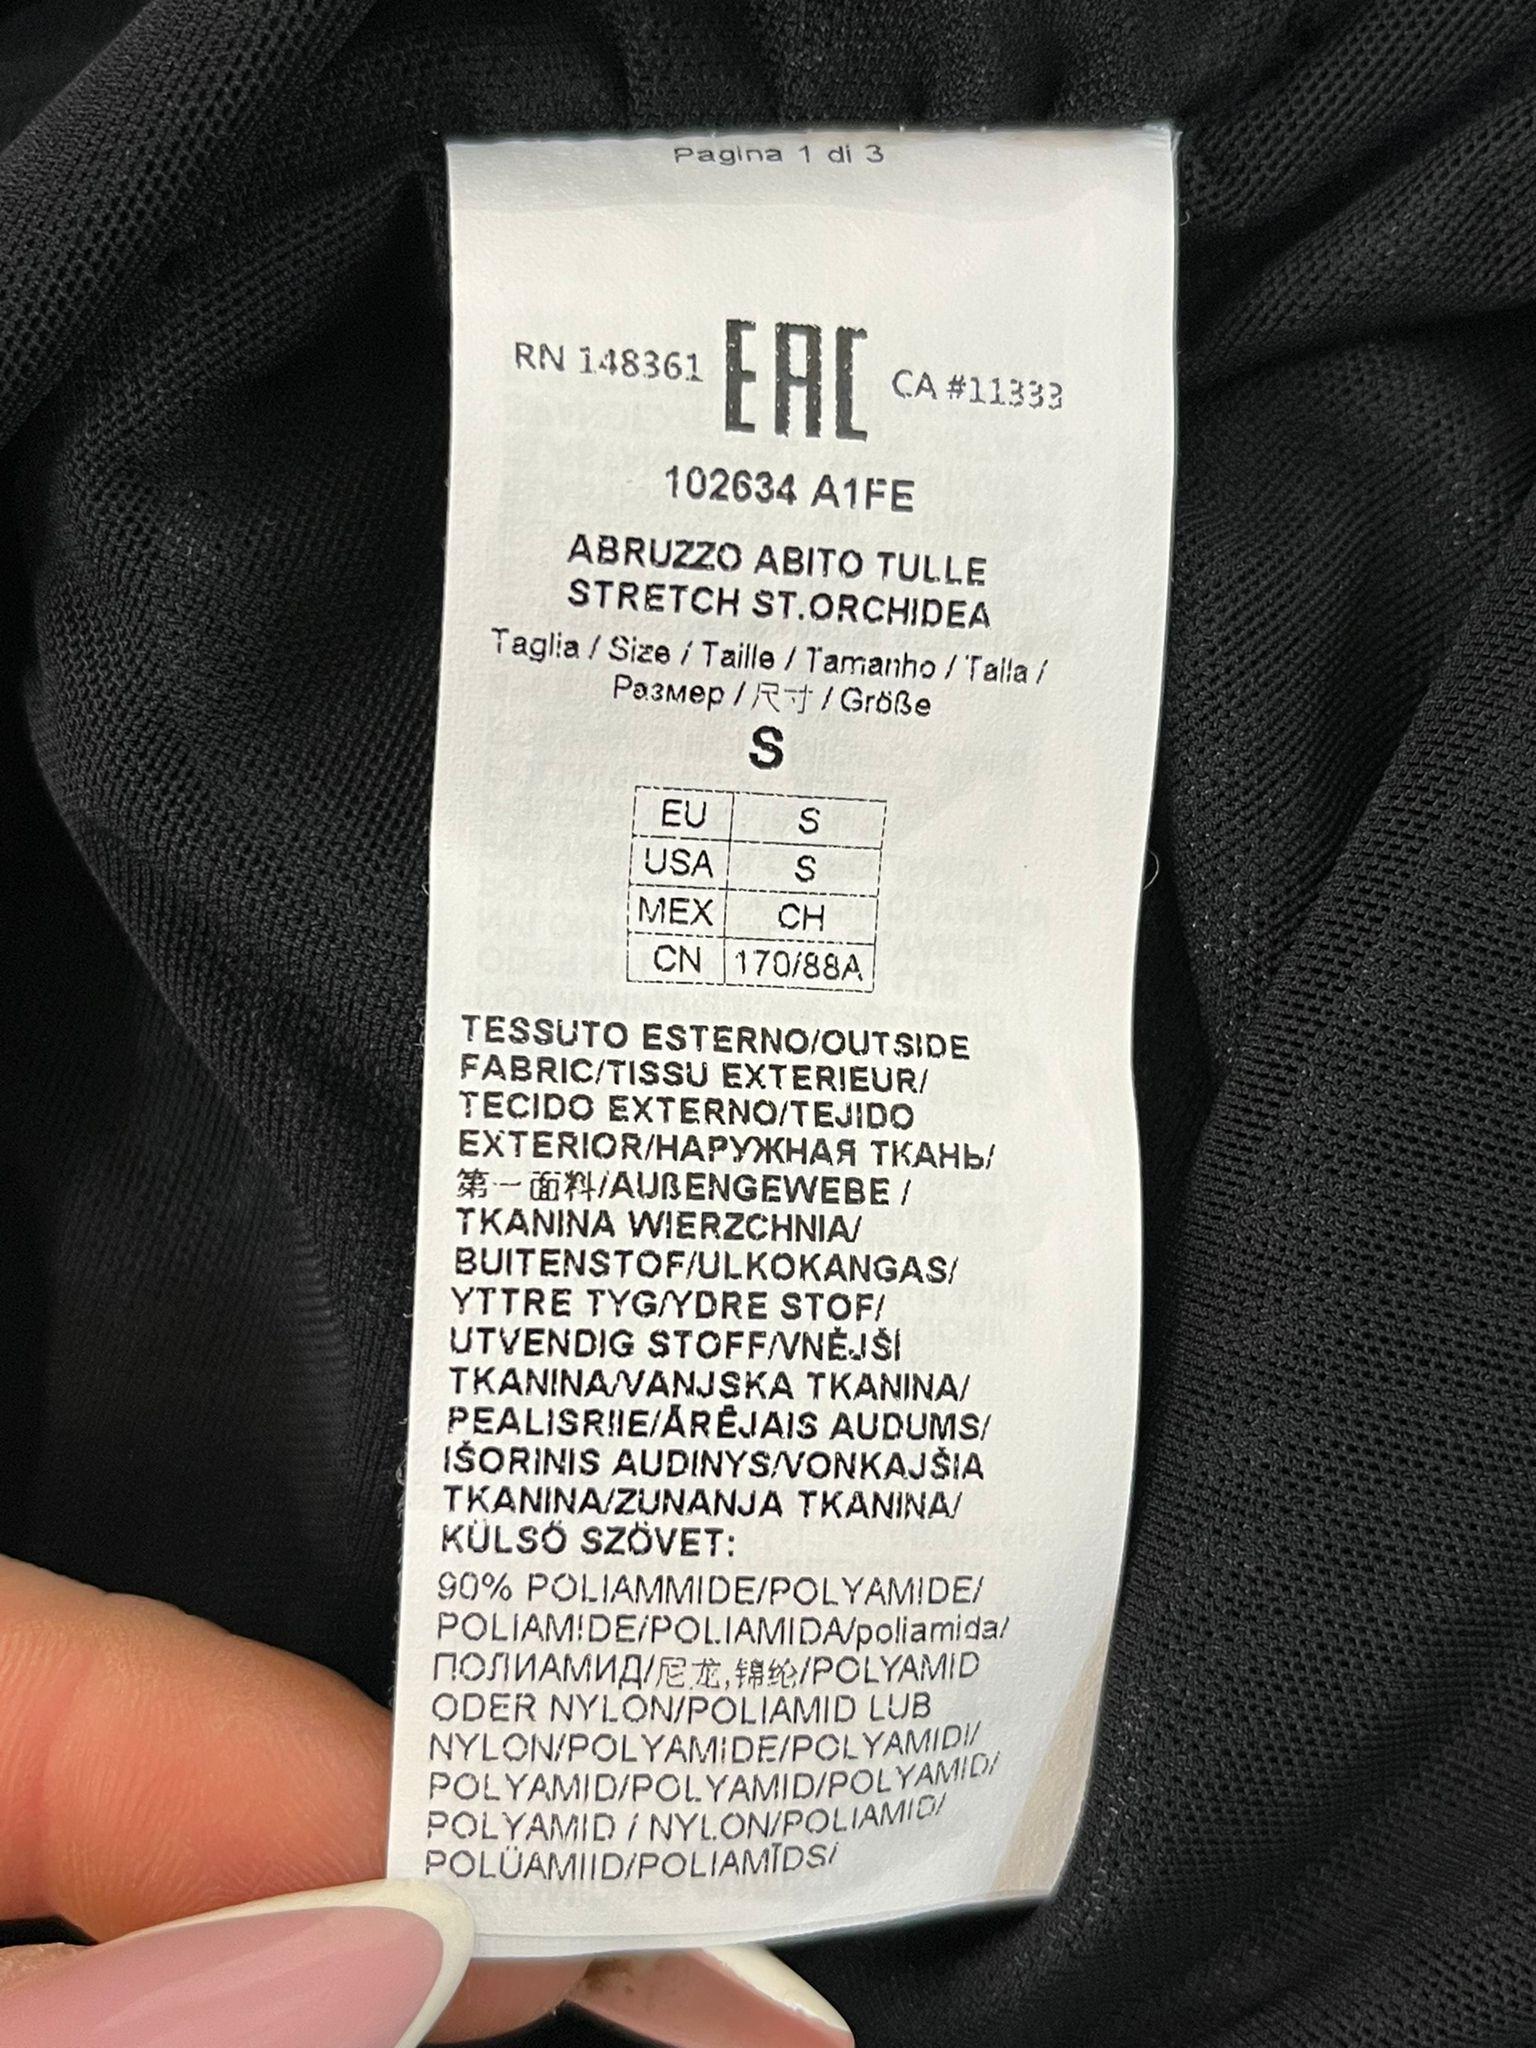 Pagina 1 di 3
RN 148361 EAC CA #11333
102634 A1FE
ABRUZZO ABITO TULLE
STRETCH ST.ORCHIDEA
Taglia / Size / Taille / Tamanho / Talla /
Размер / 尺寸 / Größe
S
EU S
USA S
MEX CH
CN 170/88A
TESSUTO ESTERNO/OUTSIDE
FABRIC/TISSU EXTERIEUR/
TECIDO EXTERNO/TEJIDO
EXTERIOR/НАРУЖНАЯ ТКАНЬ/
第一面料/AUßENGEWEBE /
TKANINA WIERZCHNIA/
BUITENSTOF/ULKOKANGAS/
YTTRE TYG/YDRE STOF/
UTVENDIG STOFF/VNĚJŠÍ
TKANINA/VANJSKA TKANINA/
PEALISRIIE/ĀRĒJAIS AUDUMS/
IŠORINIS AUDINYS/VONKAJŠIA
TKANINA/ZUNANJA TKANINA/
KÜLSÖ SZÖVET:
90% POLIAMMIDE/POLYAMIDE/
POLIAMIDE/POLIAMIDA/poliamida/
ПОЛИАМИД/尼龙,锦纶/POLYAMID
ODER NYLON/POLIAMID LUB
NYLON/POLYAMIDE/POLYAMIDI/
POLYAMID/POLYAMID/POLYAMID/
POLYAMID / NYLON/POLIAMID/
POLÜAMIID/POLIAMĪDS/